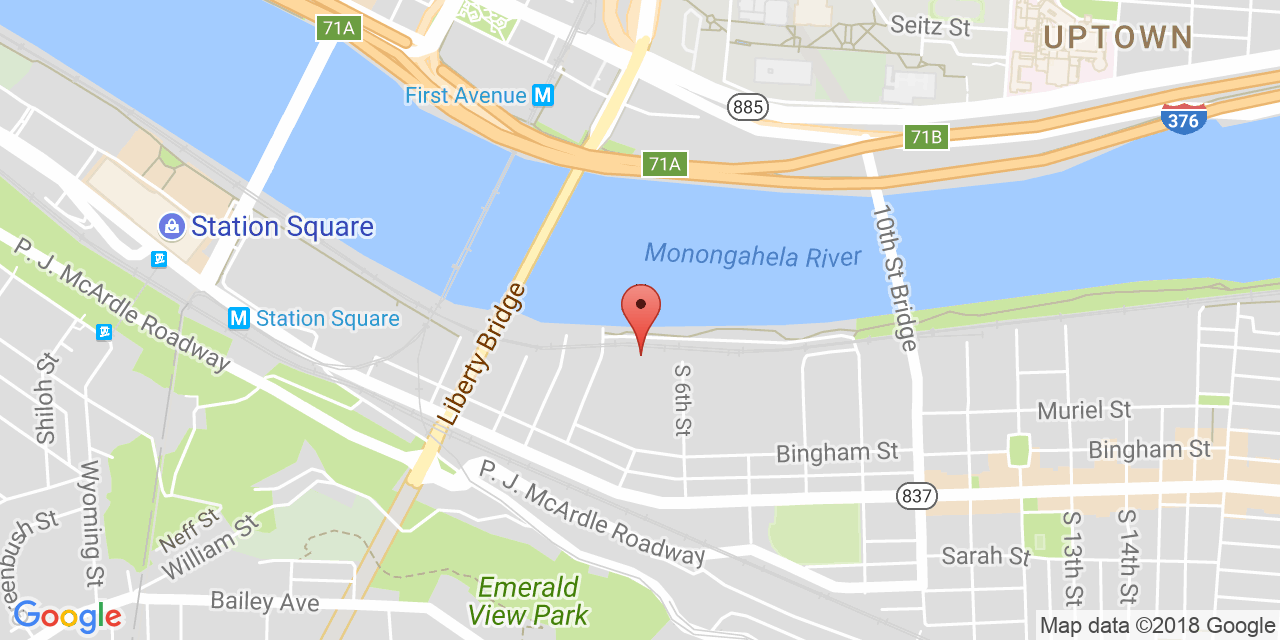 71A
Seitz St
UPTOWN
First Avenue M
885
376
71B
71A
10th St Bridge
Station Square
Monongahela River
P. J. McArdle Roadway
M Station Square
Liberty Bridge
Shiloh St
S 6th St
Muriel St
Bingham St
Bingham St
Wyoming St
P. J. McArdle Roadway
837
Neff St
William St
eenbush St
S 13th St
S 14th St
Sarah St
Emerald
View Park
Bailey Ave
Google
Map data ©2018 Google